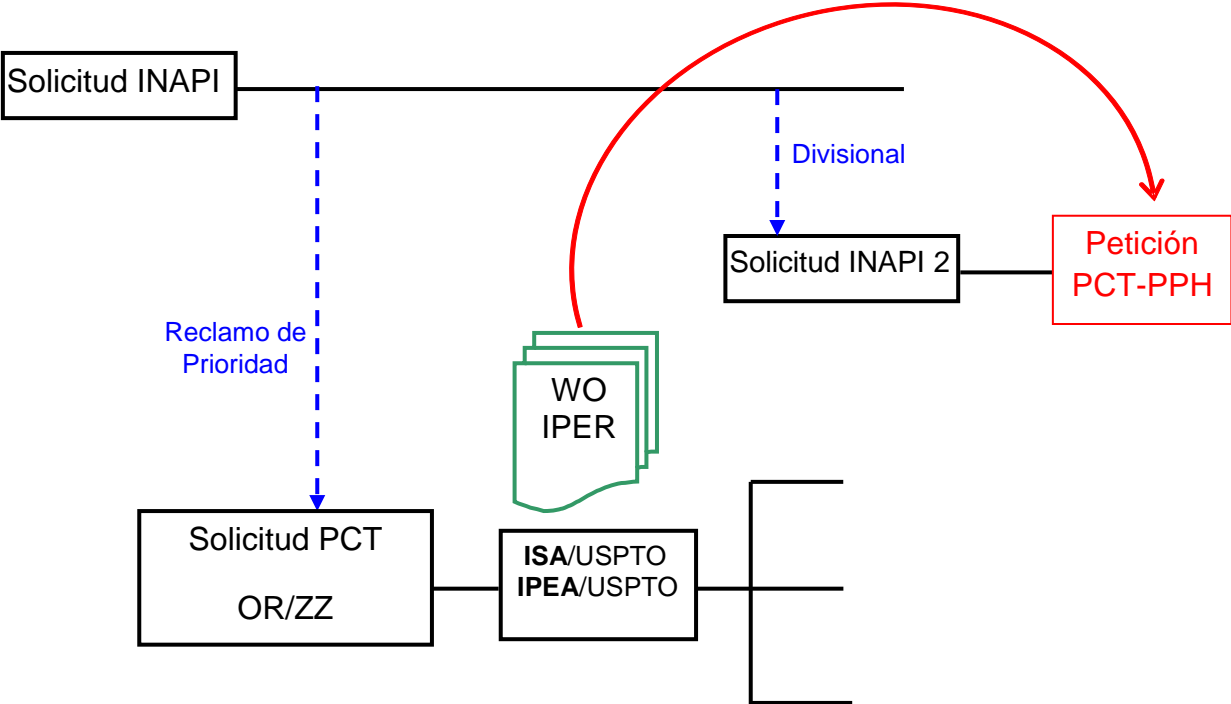 Solicitud INAPI
Divisional
Solicitud INAPI 2
Petición
PCT-PPH
Reclamo de
Prioridad
WO
IPER
Solicitud PCT
OR/ZZ
ISA/USPTO
IPEA/USPTO